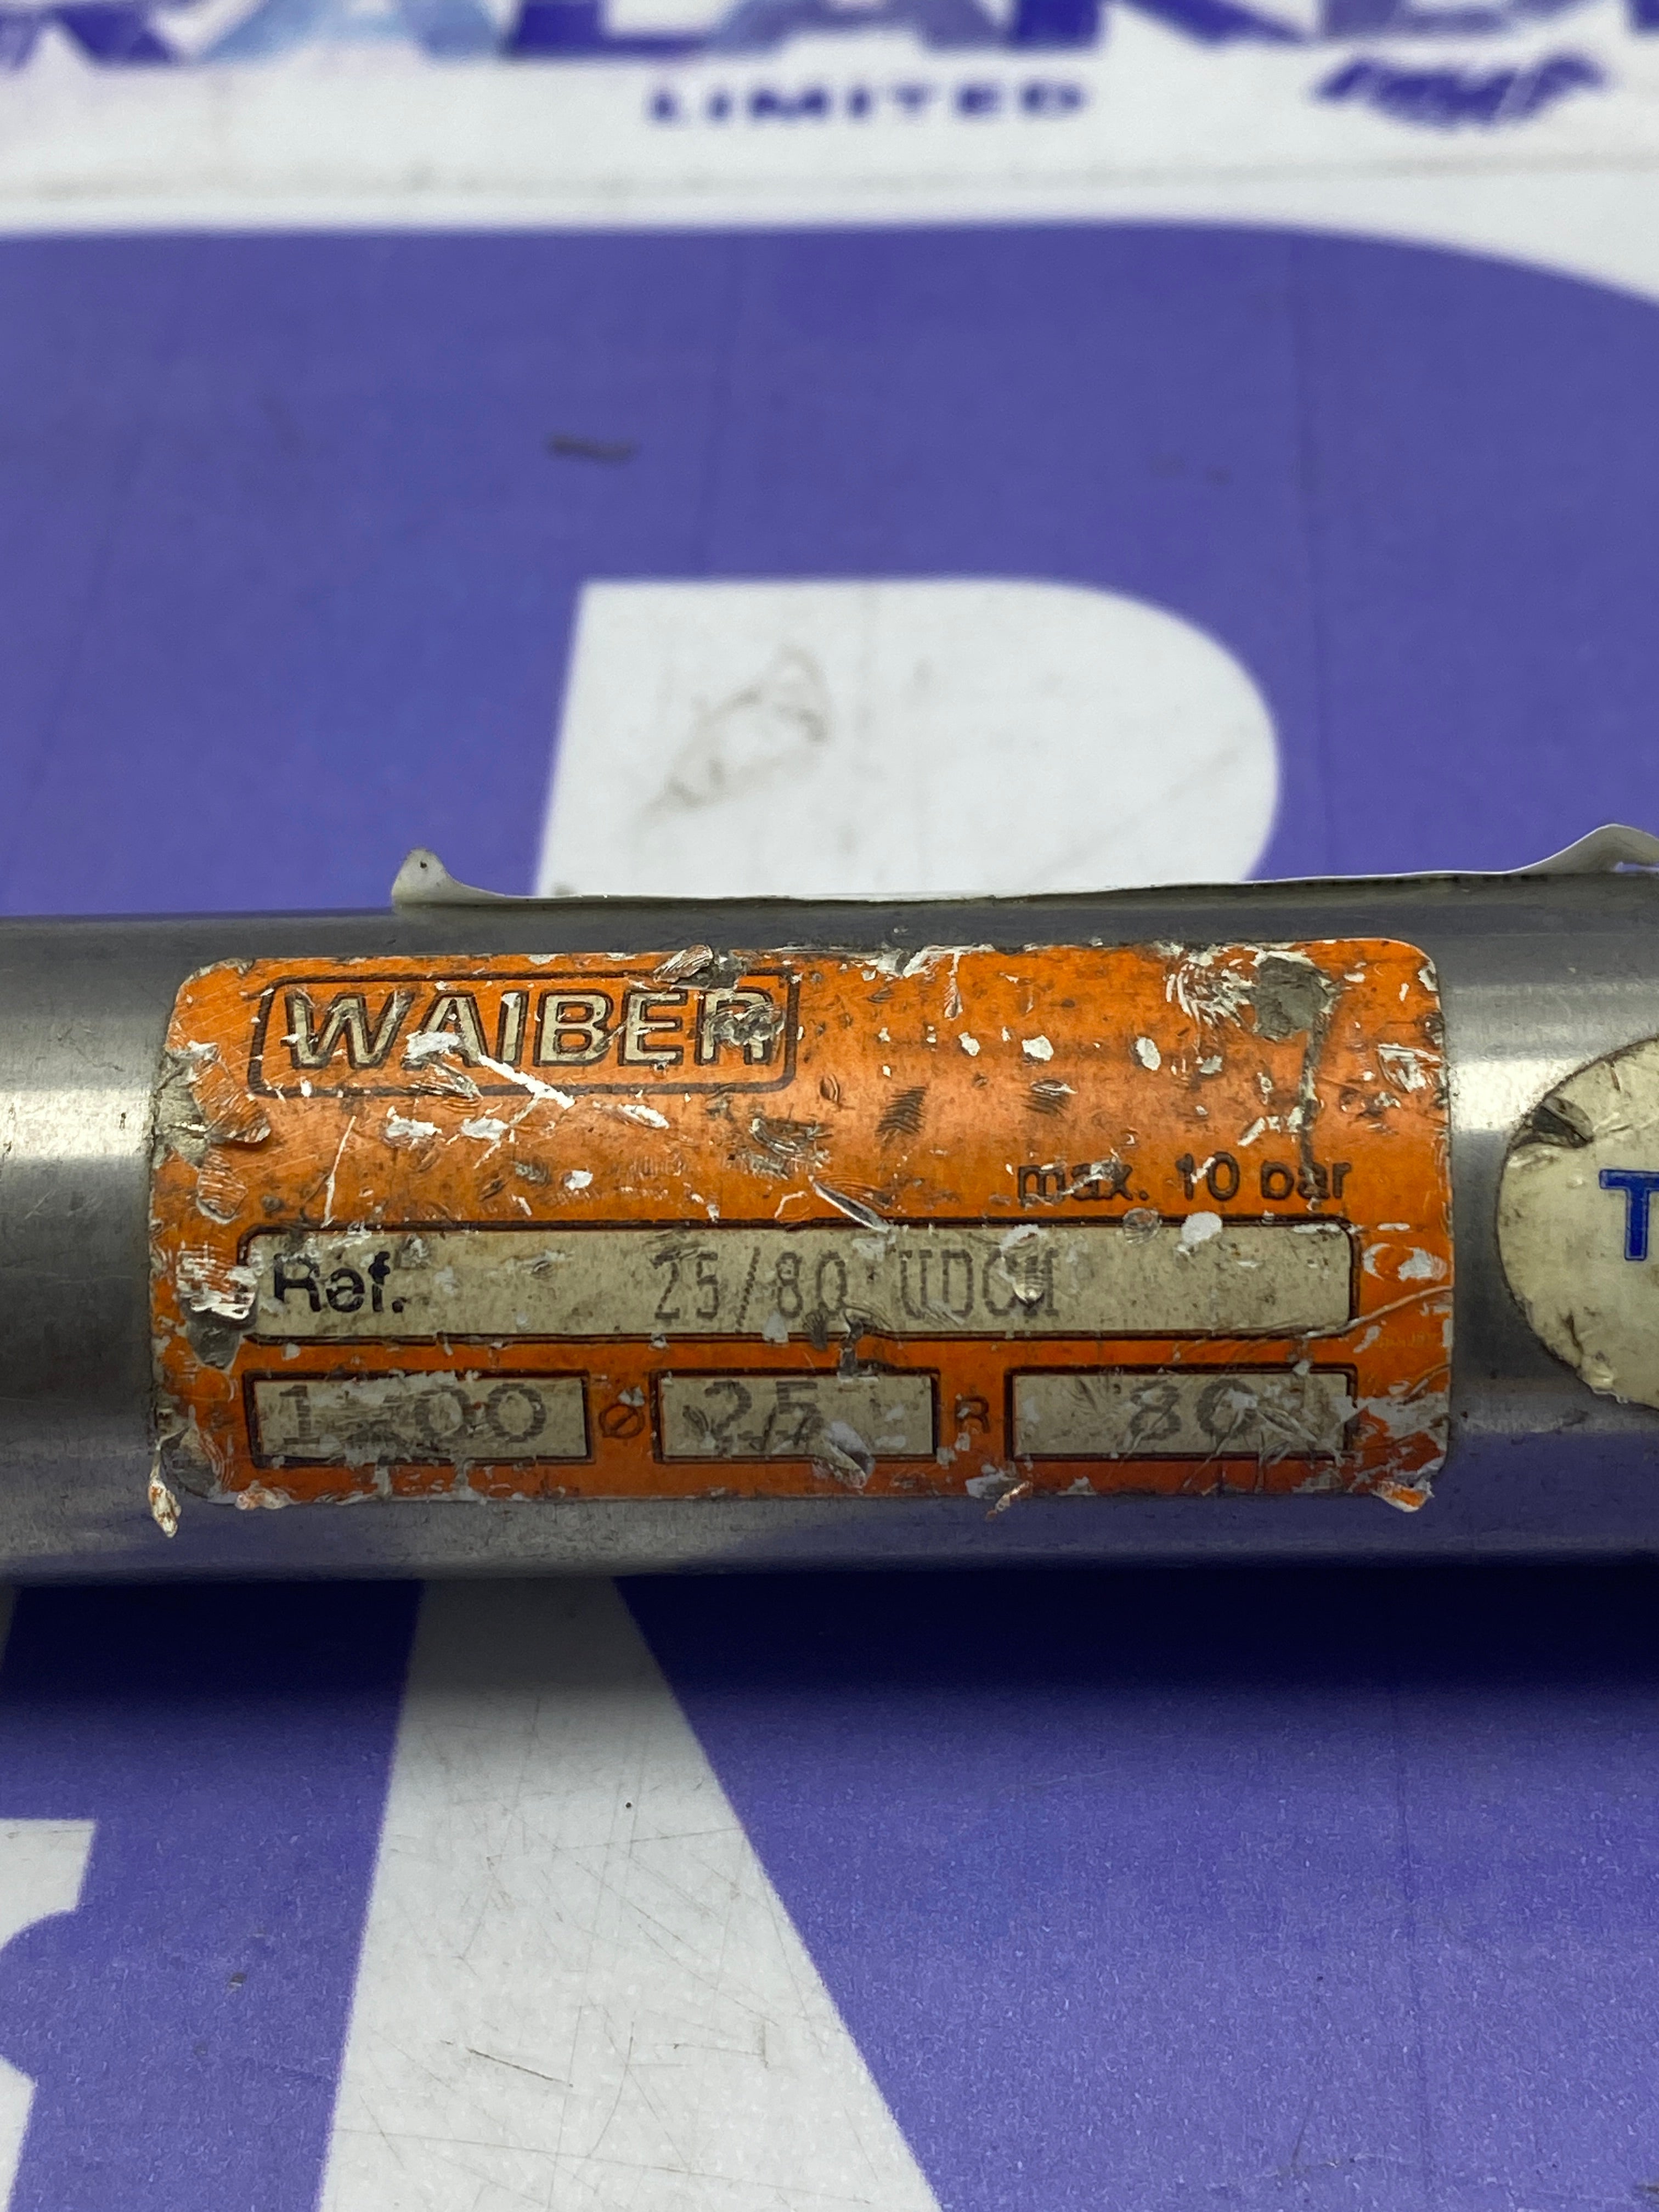 LIMITED
WAIBER
max. 10 bar
Ref. 25/80 UDCM
Ø 25 R 80
T